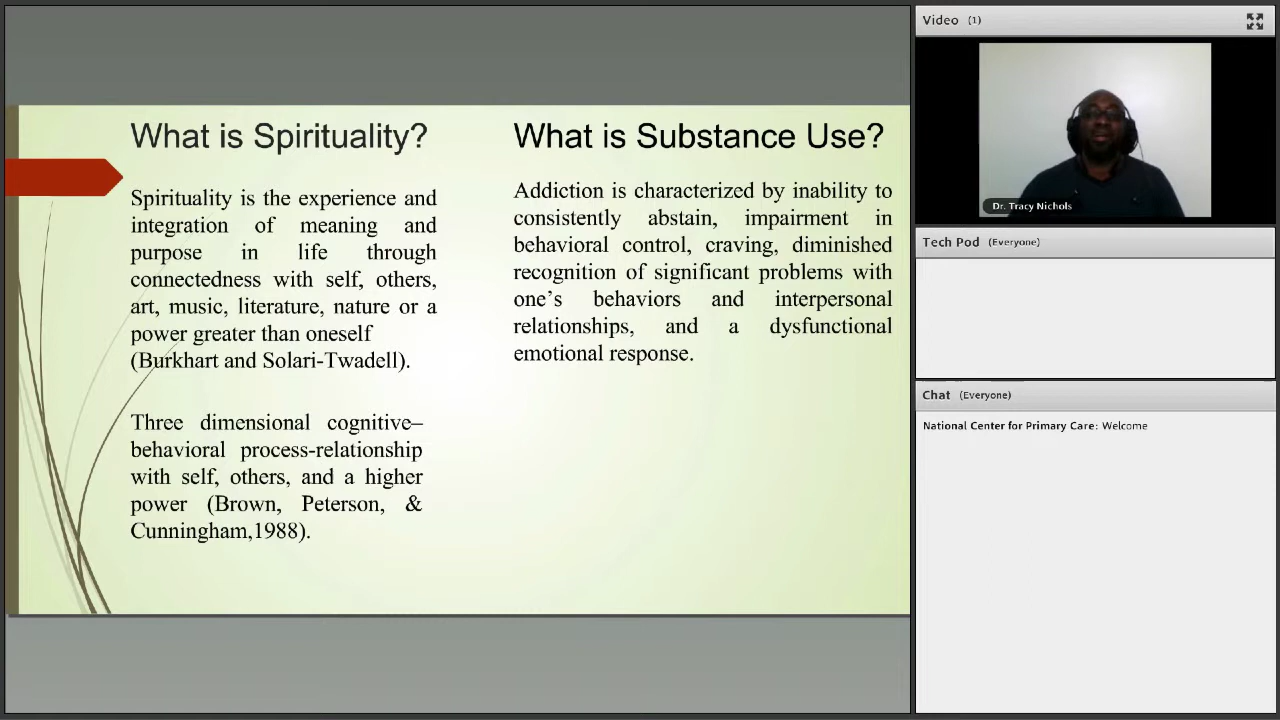 What is Spirituality?
Spirituality is the experience and
integration of meaning and
purpose in life through
connectedness with self, others,
art, music, literature, nature or a
power greater than oneself
(Burkhart and Solari-Twadell).
Three dimensional cognitive–
behavioral process-relationship
with self, others, and a higher
power (Brown, Peterson, &
Cunningham,1988).
What is Substance Use?
Addiction is characterized by inability to
consistently abstain, impairment in
behavioral control, craving, diminished
recognition of significant problems with
one’s behaviors and interpersonal
relationships, and a dysfunctional
emotional response.
Video (1)
Dr. Tracy Nichols
Tech Pod (Everyone)
Chat (Everyone)
National Center for Primary Care: Welcome